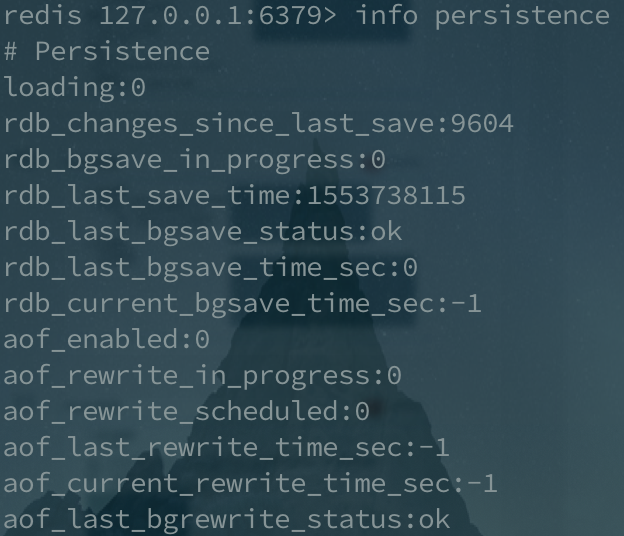 redis 127.0.0.1:6379> info persistence
# Persistence
loading:0
rdb_changes_since_last_save:9604
rdb_bgsave_in_progress:0
rdb_last_save_time:1553738115
rdb_last_bgsave_status:ok
rdb_last_bgsave_time_sec:0
rdb_current_bgsave_time_sec:-1
aof_enabled:0
aof_rewrite_in_progress:0
aof_rewrite_scheduled:0
aof_last_rewrite_time_sec:-1
aof_current_rewrite_time_sec:-1
aof_last_bgrewrite_status:ok